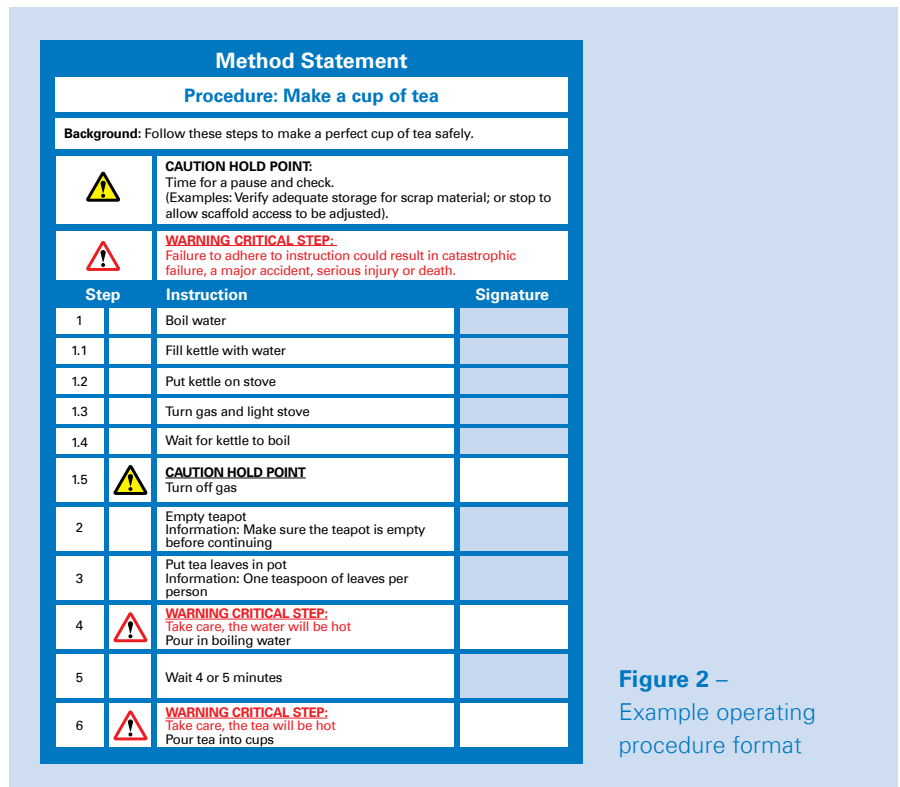 Method Statement
Procedure: Make a cup of tea
Background: Follow these steps to make a perfect cup of tea safely.
CAUTION HOLD POINT:
Time for a pause and check.
(Examples: Verify adequate storage for scrap material; or stop to
allow scaffold access to be adjusted).
WARNING CRITICAL STEP:
Failure to adhere to instruction could result in catastrophic
failure, a major accident, serious injury or death.
Step Instruction Signature
1 Boil water
1.1 Fill kettle with water
1.2 Put kettle on stove
1.3 Turn gas and light stove
1.4 Wait for kettle to boil
1.5 CAUTION HOLD POINT
Turn off gas
2 Empty teapot
Information: Make sure the teapot is empty
before continuing
3 Put tea leaves in pot
Information: One teaspoon of leaves per
person
4 WARNING CRITICAL STEP:
Take care, the water will be hot
Pour in boiling water
5 Wait 4 or 5 minutes
6 WARNING CRITICAL STEP:
Take care, the tea will be hot
Pour tea into cups
Figure 2 –
Example operating
procedure format